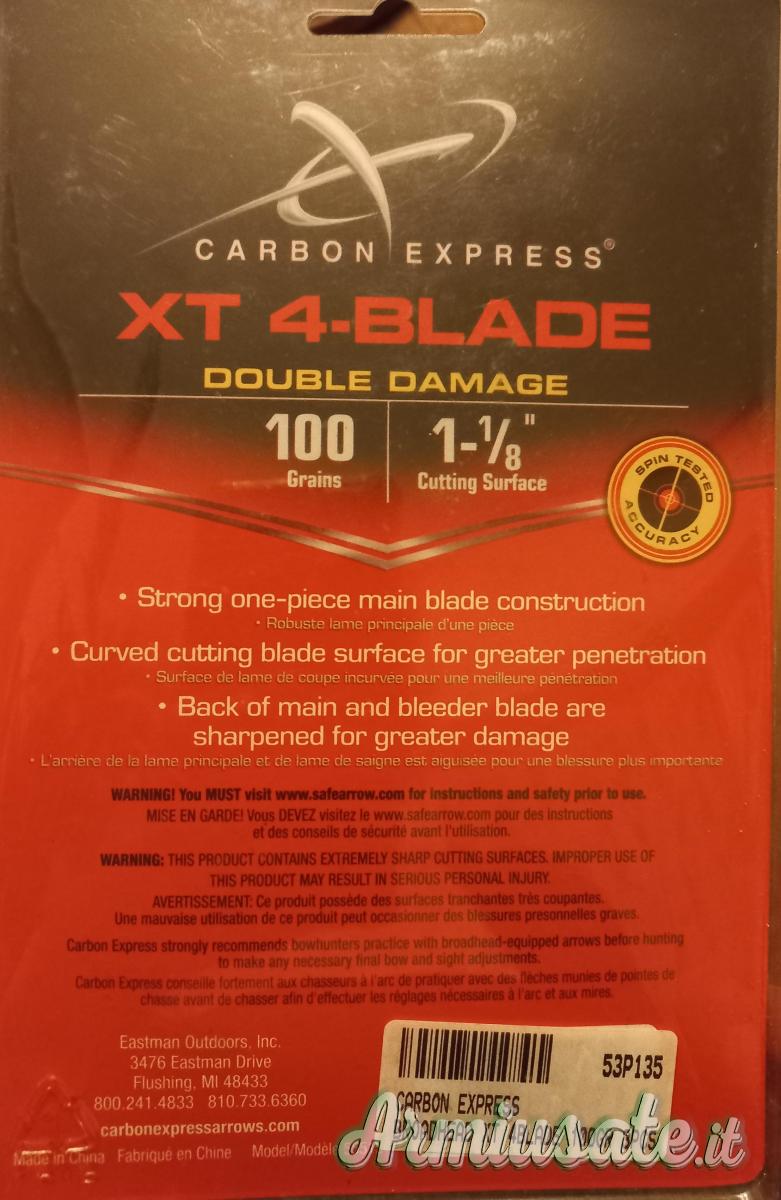 CARBON EXPRESS®
XT 4-BLADE
DOUBLE DAMAGE
100
Grains
1-⅛"
Cutting Surface
SPIN TESTED
ACCURACY
• Strong one-piece main blade construction
• Robuste lame principale d'une pièce
• Curved cutting blade surface for greater penetration
• Surface de lame de coupe incurvée pour une meilleure pénétration
• Back of main and bleeder blade are
sharpened for greater damage
• L'arrière de la lame principale et de lame de saigne est aiguisée pour une blessure plus importante
WARNING! You MUST visit www.safearrow.com for instructions and safety prior to use.
MISE EN GARDE! Vous DEVEZ visitez le www.safearrow.com pour des instructions
et des conseils de sécurité avant l'utilisation.
WARNING: THIS PRODUCT CONTAINS EXTREMELY SHARP CUTTING SURFACES. IMPROPER USE OF
THIS PRODUCT MAY RESULT IN SERIOUS PERSONAL INJURY.
AVERTISSEMENT: Ce produit possède des surfaces tranchantes très coupantes.
Une mauvaise utilisation de ce produit peut occasionner des blessures presonnelles graves.
Carbon Express strongly recommends bowhunters practice with broadhead-equipped arrows before hunting
to make any necessary final bow and sight adjustments.
Carbon Express conseille fortement aux chasseurs à l'arc de pratiquer avec des flèches munies de pointes de
chasse avant de chasser afin d'effectuer les réglages nécessaires à l'arc et aux mires.
Eastman Outdoors, Inc.
3476 Eastman Drive
Flushing, MI 48433
800.241.4833 810.733.6360
carbonexpressarrows.com
Made in China Fabriqué en Chine Model/Modèle
53P135
CARBON EXPRESS
BROADHEAD XT 4BLADE 100GR
Armiusate.it